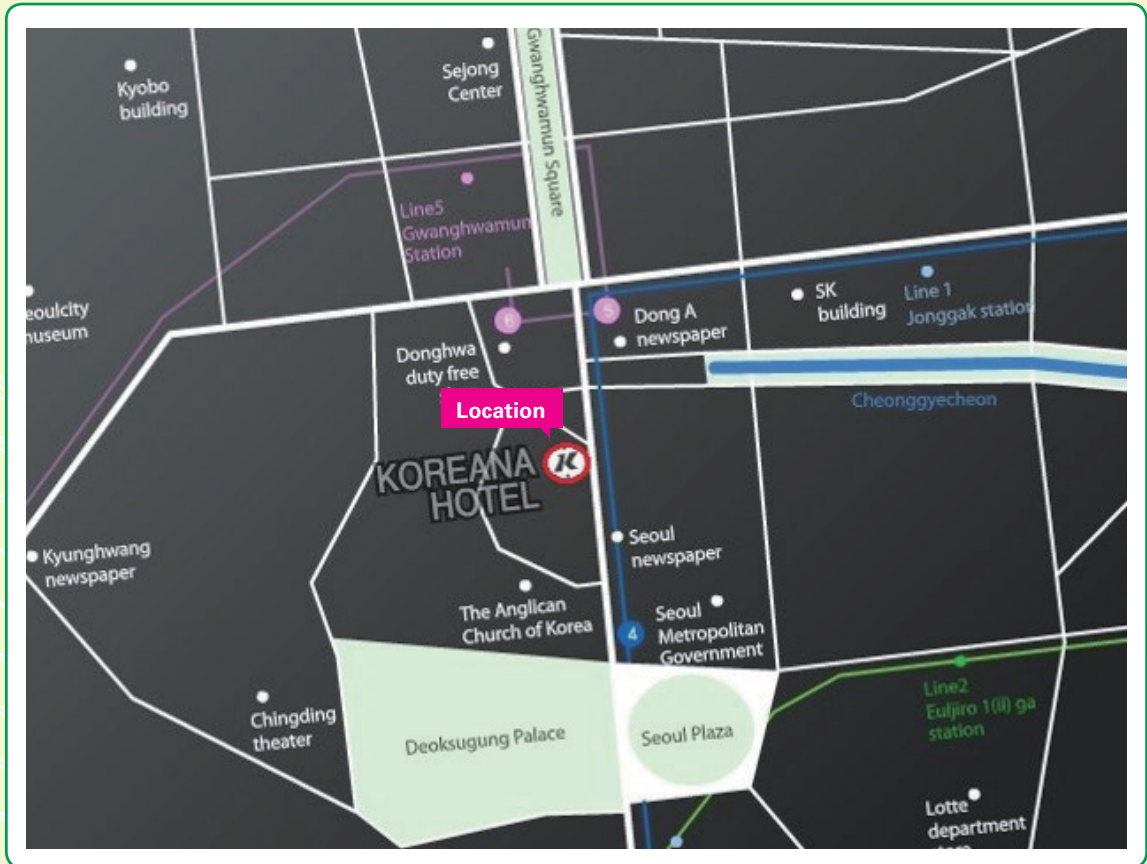 Kyobo
building
Sejong
Center
Gwanghwamun Square
Line5
Gwanghwamun
Station
eoulcity
useum
6
5
Dong A
newspaper
SK
building
Line 1
Jonggak station
Donghwa
duty free
Location
Cheonggyecheon
KOREANA
HOTEL
K
Kyunghwang
newspaper
Seoul
newspaper
The Anglican
Church of Korea
4
Seoul
Metropolitan
Government
Chingding
theater
Deoksugung Palace
Seoul Plaza
Line2
Euljiro 1(il) ga
station
Lotte
department